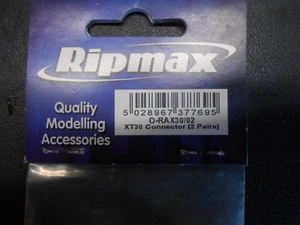 Ripmax
Quality
Modelling
Accessories
5 028967 377695
O-RAX30/02
XT30 Connector (2 Pairs)